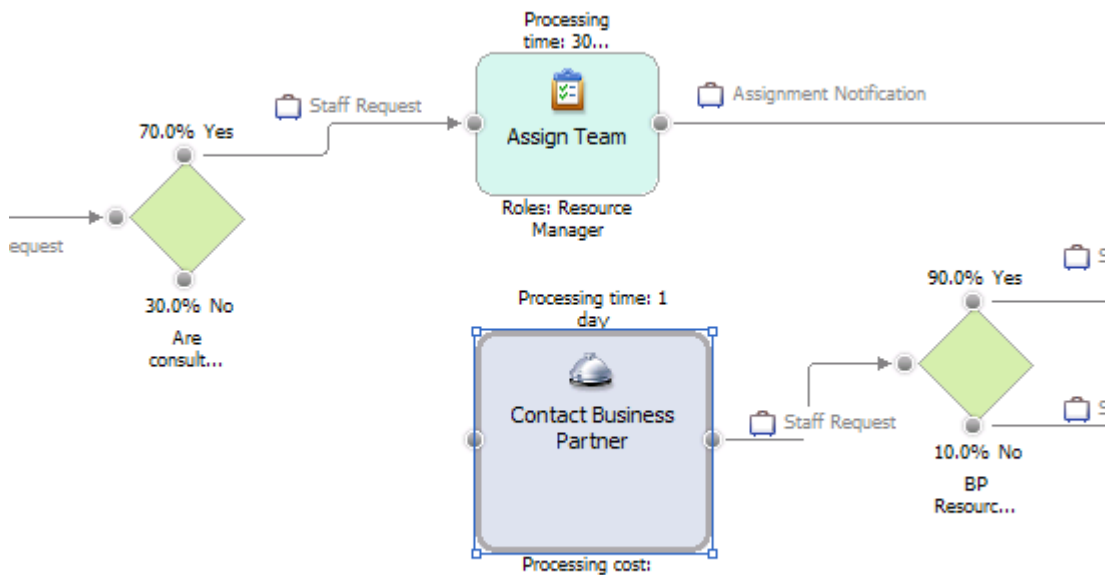 Processing
time: 30...
Staff Request
Assignment Notification
70.0% Yes
Assign Team
Roles: Resource
Manager
equest
30.0% No
Are
consult...
Processing time: 1
day
S
90.0% Yes
Contact Business
Partner
Staff Request
S
10.0% No
BP
Resourc...
Processing cost: